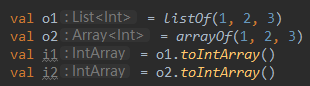 val o1 : List<Int> = listOf(1, 2, 3)
val o2 : Array<Int> = arrayOf(1, 2, 3)
val i1 : IntArray = o1.toIntArray()
val i2 : IntArray = o2.toIntArray()